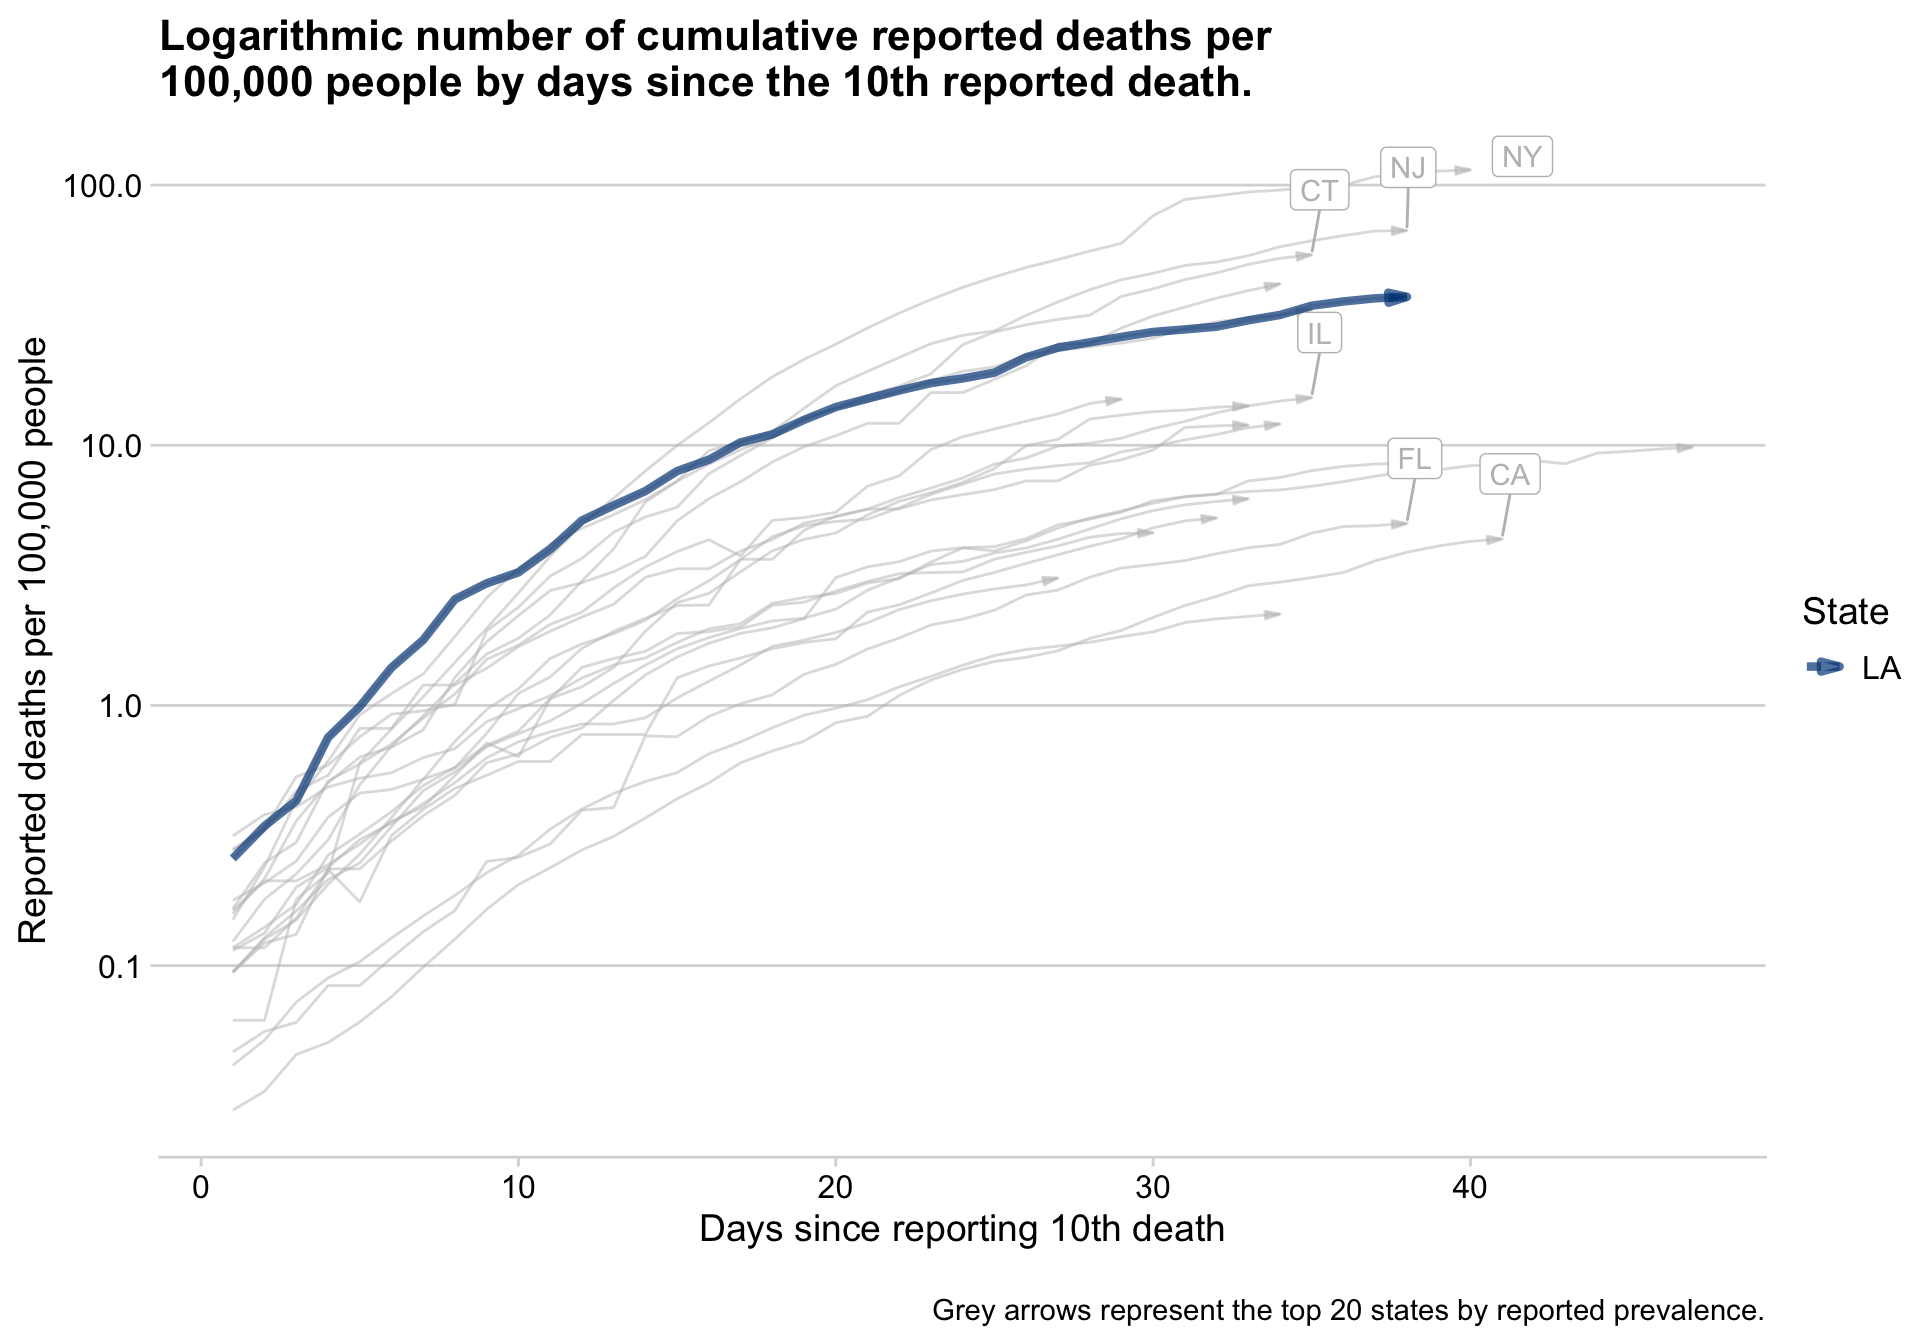 Logarithmic number of cumulative reported deaths per
100,000 people by days since the 10th reported death.
Reported deaths per 100,000 people
100.0
10.0
1.0
0.1
NY
NJ
CT
IL
FL
CA
State
LA
0 10 20 30 40
Days since reporting 10th death
Grey arrows represent the top 20 states by reported prevalence.